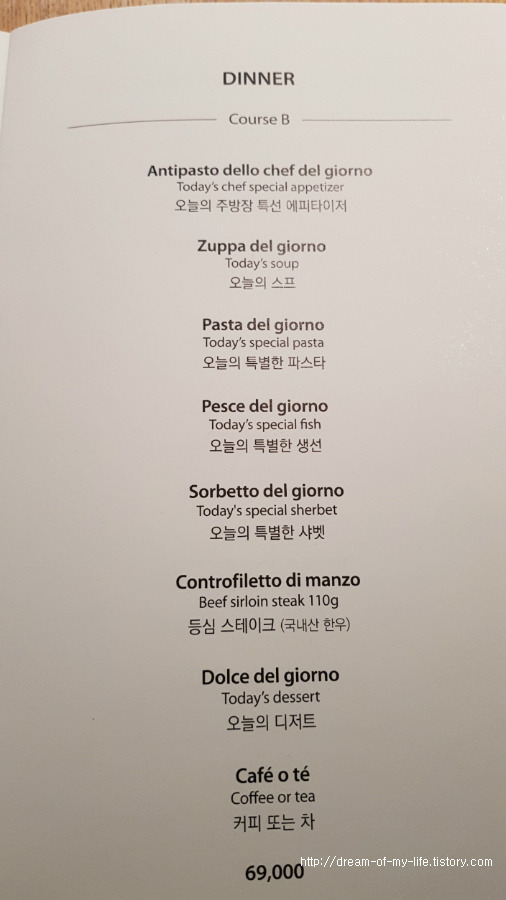 DINNER
Course B
Antipasto dello chef del giorno
Today's chef special appetizer
오늘의 주방장 특선 에피타이저
Zuppa del giorno
Today's soup
오늘의 스프
Pasta del giorno
Today's special pasta
오늘의 특별한 파스타
Pesce del giorno
Today's special fish
오늘의 특별한 생선
Sorbetto del giorno
Today's special sherbet
오늘의 특별한 샤벳
Controfiletto di manzo
Beef sirloin steak 110g
등심 스테이크 (국내산 한우)
Dolce del giorno
Today's dessert
오늘의 디저트
Café o té
Coffee or tea
커피 또는 차
69,000
http://dream-of-my-life.tistory.com